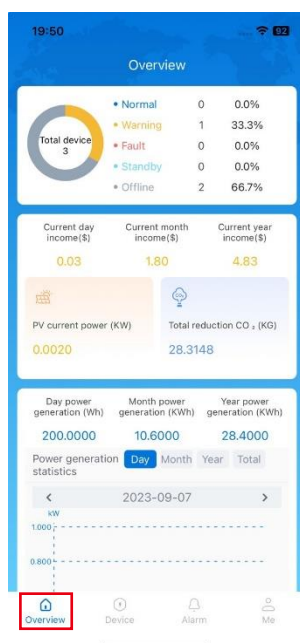 19:50
92
Overview
Total device
3
Normal 0 0.0%
Warning 1 33.3%
Fault 0 0.0%
Standby 0 0.0%
Offline 2 66.7%
Current day income($)
Current month income($)
Current year income($)
0.03 1.80 4.83
PV current power (KW)
0.0020
CO₂
Total reduction CO ₂ (KG)
28.3148
Day power generation (Wh)
Month power generation (KWh)
Year power generation (KWh)
200.0000 10.6000 28.4000
Power generation statistics
Day Month Year Total
< 2023-09-07 >
kW
1.000
0.800
Overview Device Alarm Me